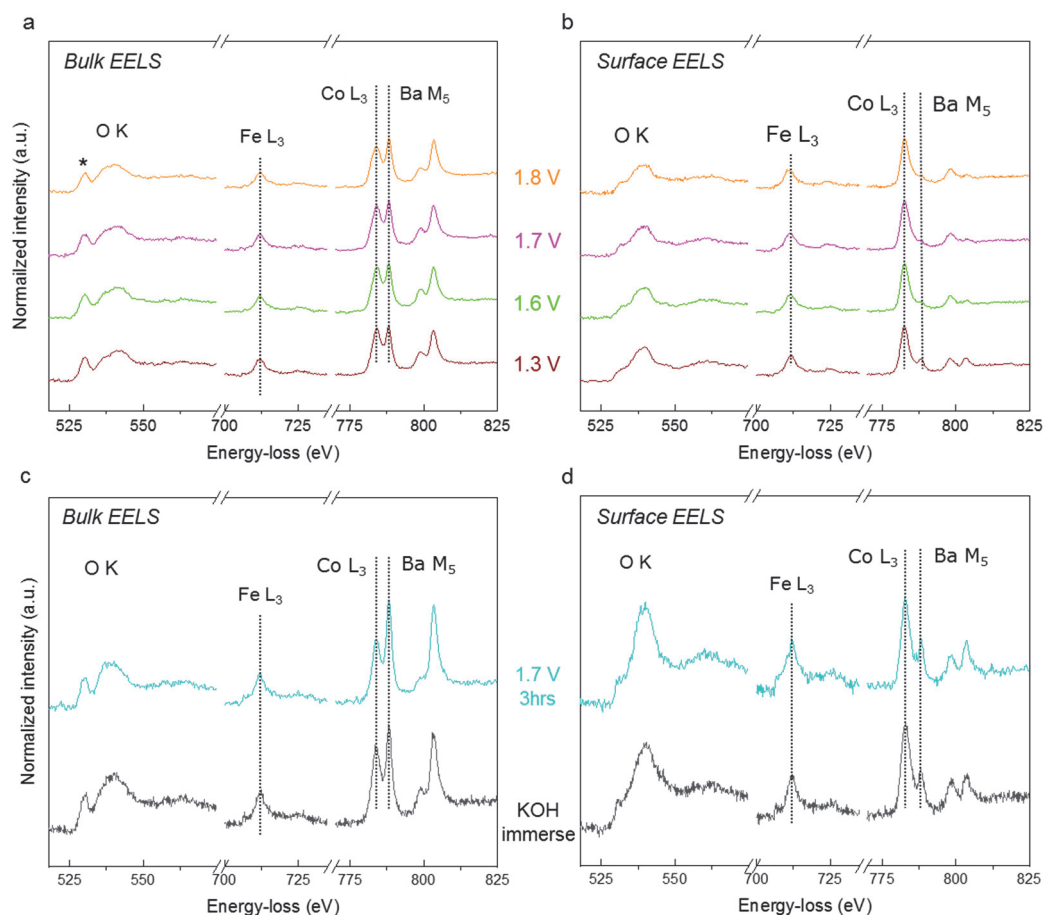 a
Bulk EELS
O K
*
Fe L₃
Co L₃
Ba M₅
Normailzed intensity (a.u.)
525 550 700 725 775 800 825
Energy-loss (eV)
1.8 V
1.7 V
1.6 V
1.3 V
b
Surface EELS
O K
Fe L₃
Co L₃
Ba M₅
525 550 700 725 775 800 825
Energy-loss (eV)
c
Bulk EELS
O K
Fe L₃
Co L₃
Ba M₅
Normalized intensity (a.u.)
525 550 700 725 775 800 825
Energy-loss (eV)
1.7 V
3hrs
KOH
immerse
d
Surface EELS
O K
Fe L₃
Co L₃
Ba M₅
525 550 700 725 775 800 825
Energy-loss (eV)